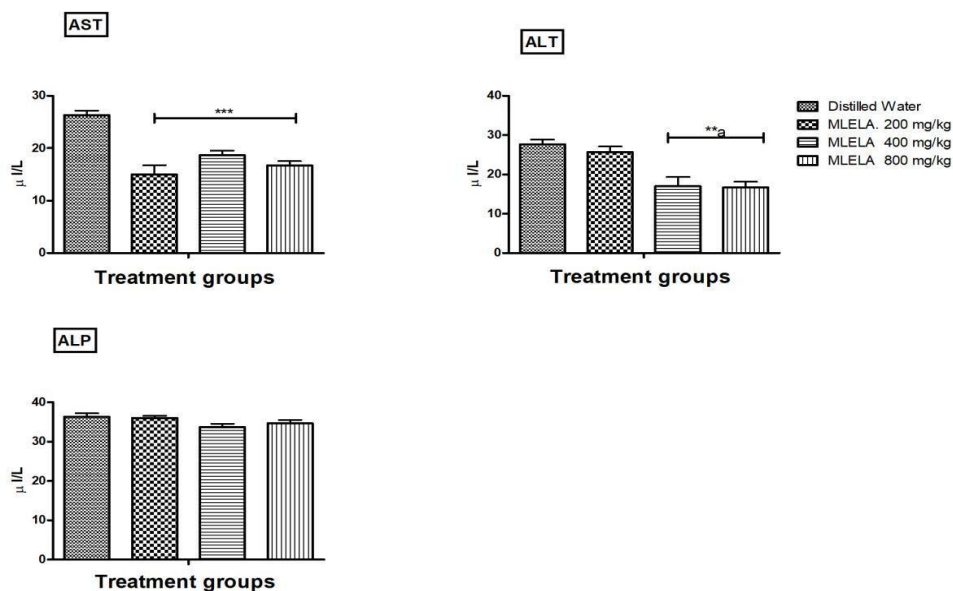 AST
30
20
10
0
μ l/L
***
Treatment groups
ALT
40
30
20
10
0
μ l/L
**a
Treatment groups
Distilled Water
MLELA. 200 mg/kg
MLELA 400 mg/kg
MLELA 800 mg/kg
ALP
40
30
20
10
0
μ l/L
Treatment groups